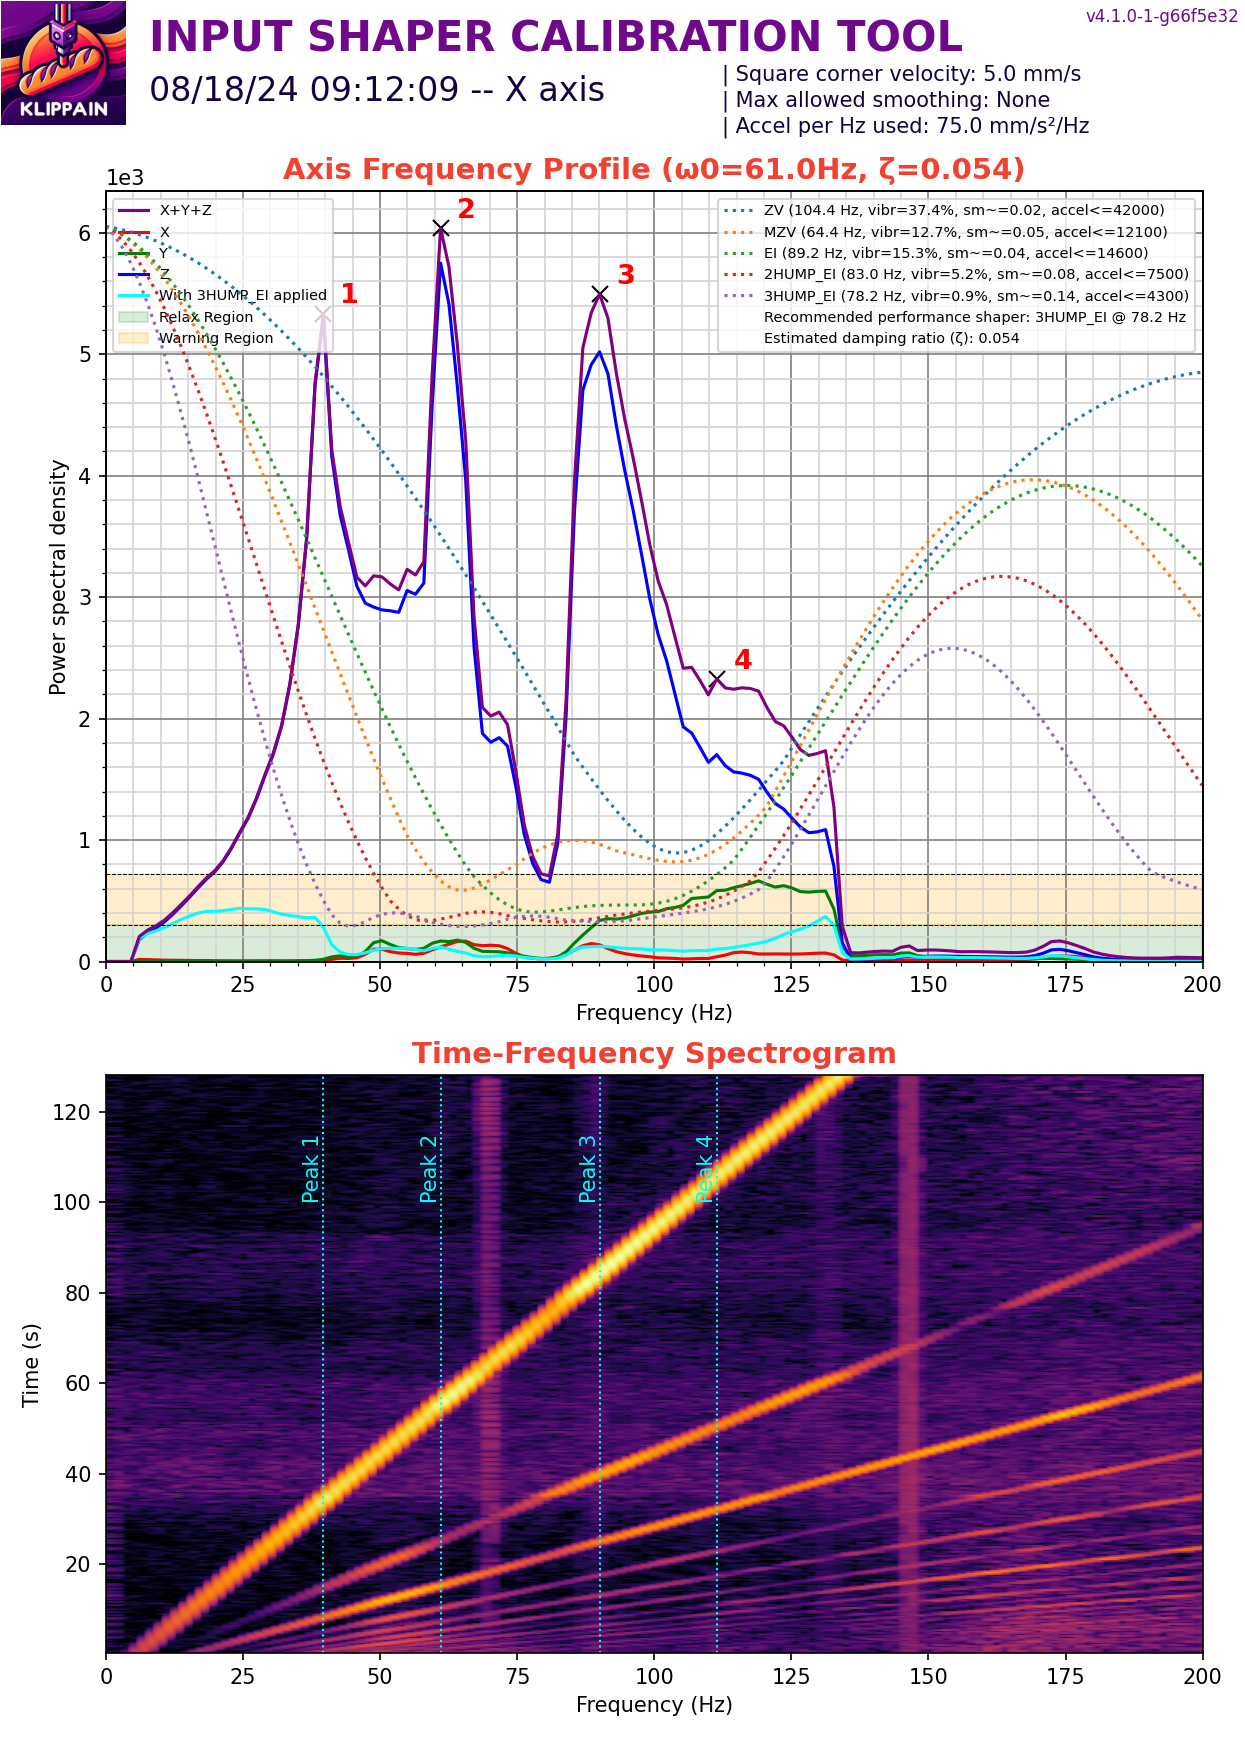 v4.1.0-1-g66f5e32
INPUT SHAPER CALIBRATION TOOL
08/18/24 09:12:09 -- X axis
| Square corner velocity: 5.0 mm/s
| Max allowed smoothing: None
| Accel per Hz used: 75.0 mm/s²/Hz
KLIPPAIN
Axis Frequency Profile (ω0=61.0Hz, ζ=0.054)
1e3
X+Y+Z
X
Y
Z
With 3HUMP_EI applied
Relax Region
Warning Region
1
2
3
4
ZV (104.4 Hz, vibr=37.4%, sm~=0.02, accel<=42000)
MZV (64.4 Hz, vibr=12.7%, sm~=0.05, accel<=12100)
EI (89.2 Hz, vibr=15.3%, sm~=0.04, accel<=14600)
2HUMP_EI (83.0 Hz, vibr=5.2%, sm~=0.08, accel<=7500)
3HUMP_EI (78.2 Hz, vibr=0.9%, sm~=0.14, accel<=4300)
Recommended performance shaper: 3HUMP_EI @ 78.2 Hz
Estimated damping ratio (ζ): 0.054
6
5
4
3
2
1
0
Power spectral density
0 25 50 75 100 125 150 175 200
Frequency (Hz)
Time-Frequency Spectrogram
120
100
80
60
40
20
Time (s)
Peak 1
Peak 2
Peak 3
Peak 4
0 25 50 75 100 125 150 175 200
Frequency (Hz)